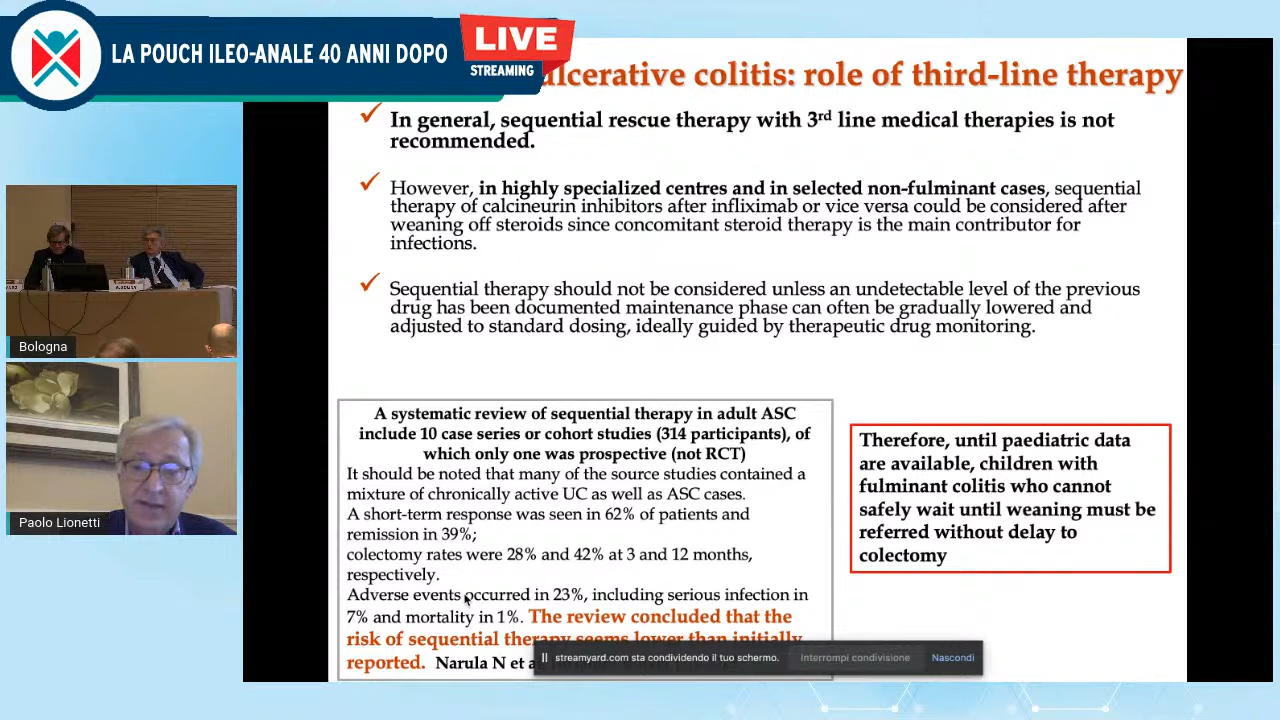 LA POUCH ILEO-ANALE 40 ANNI DOPO
LIVE
STREAMING
ulcerative colitis: role of third-line therapy
In general, sequential rescue therapy with 3rd line medical therapies is not
recommended.
However, in highly specialized centres and in selected non-fulminant cases, sequential
therapy of calcineurin inhibitors after infliximab or vice versa could be considered after
weaning off steroids since concomitant steroid therapy is the main contributor for
infections.
Sequential therapy should not be considered unless an undetectable level of the previous
drug has been documented maintenance phase can often be gradually lowered and
adjusted to standard dosing, ideally guided by therapeutic drug monitoring.
A systematic review of sequential therapy in adult ASC
include 10 case series or cohort studies (314 participants), of
which only one was prospective (not RCT)
It should be noted that many of the source studies contained a
mixture of chronically active UC as well as ASC cases.
A short-term response was seen in 62% of patients and
remission in 39%;
colectomy rates were 28% and 42% at 3 and 12 months,
respectively.
Adverse events occurred in 23%, including serious infection in
7% and mortality in 1%. The review concluded that the
risk of sequential therapy seems lower than initially
reported. Narula N et al
Therefore, until paediatric data
are available, children with
fulminant colitis who cannot
safely wait until weaning must be
referred without delay to
colectomy
streamyard.com sta condividendo il tuo schermo.
Interrompi condivisione
Nascondi
Bologna
Paolo Lionetti